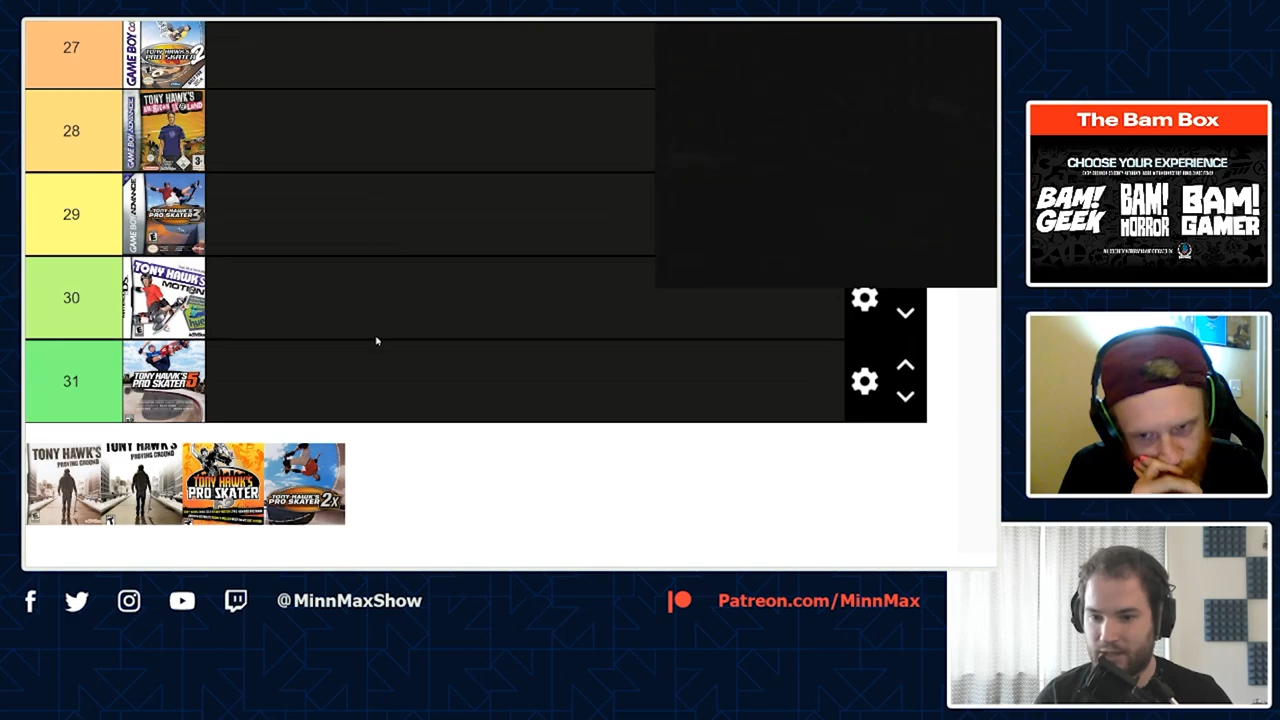 27
GAME BOY
TONY HAWK'S
PRO SKATER 2
28
GAME BOY ADVANCE
TONY HAWK'S
AMERICAN SK8LAND
3+
29
ADVANCE
TONY HAWK'S
PRO SKATER 3
E
30
TONY HAWK'S
MOTION
31
TONY HAWK'S
PRO SKATER 5
TONY HAWK'S
PROVING GROUND
TONY HAWK'S
PROVING GROUND
TONY HAWK'S
PRO SKATER
TONY HAWK'S
PRO SKATER 2x
The Bam Box
CHOOSE YOUR EXPERIENCE
BAM!
GEEK
BAM!
HORROR
BAM!
GAMER
@MinnMaxShow
Patreon.com/MinnMax